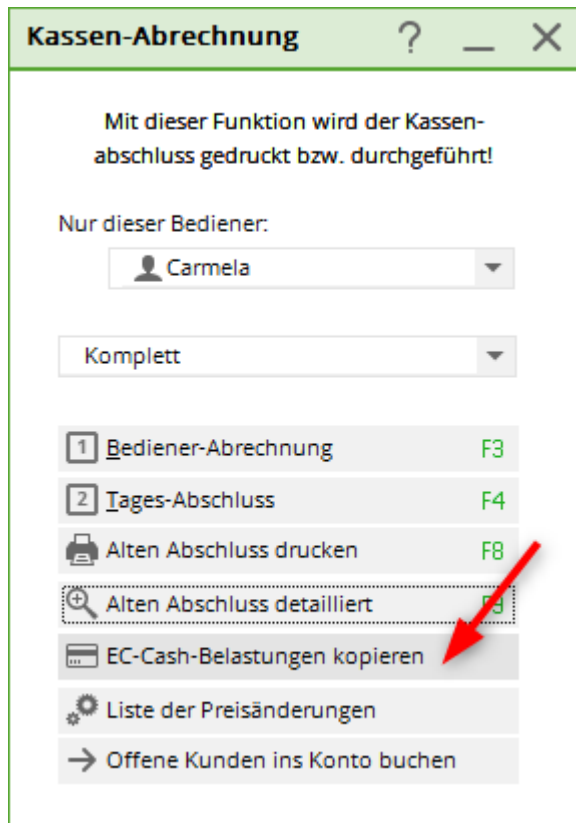 Kassen-Abrechnung ? _ X
Mit dieser Funktion wird der Kassen-
abschluss gedruckt bzw. durchgeführt!
Nur dieser Bediener:
Carmela
Komplett
1 Bediener-Abrechnung F3
2 Tages-Abschluss F4
Alten Abschluss drucken F8
Alten Abschluss detailliert F9
EC-Cash-Belastungen kopieren
Liste der Preisänderungen
Offene Kunden ins Konto buchen